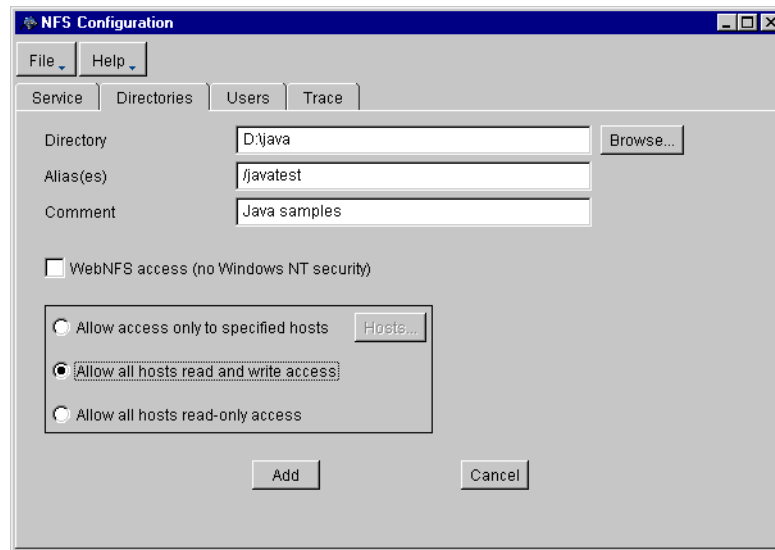 NFS Configuration
File Help
Service Directories Users Trace
Directory D:\java Browse...
Alias(es) /javatest
Comment Java samples
WebNFS access (no Windows NT security)
Allow access only to specified hosts Hosts...
Allow all hosts read and write access
Allow all hosts read-only access
Add Cancel